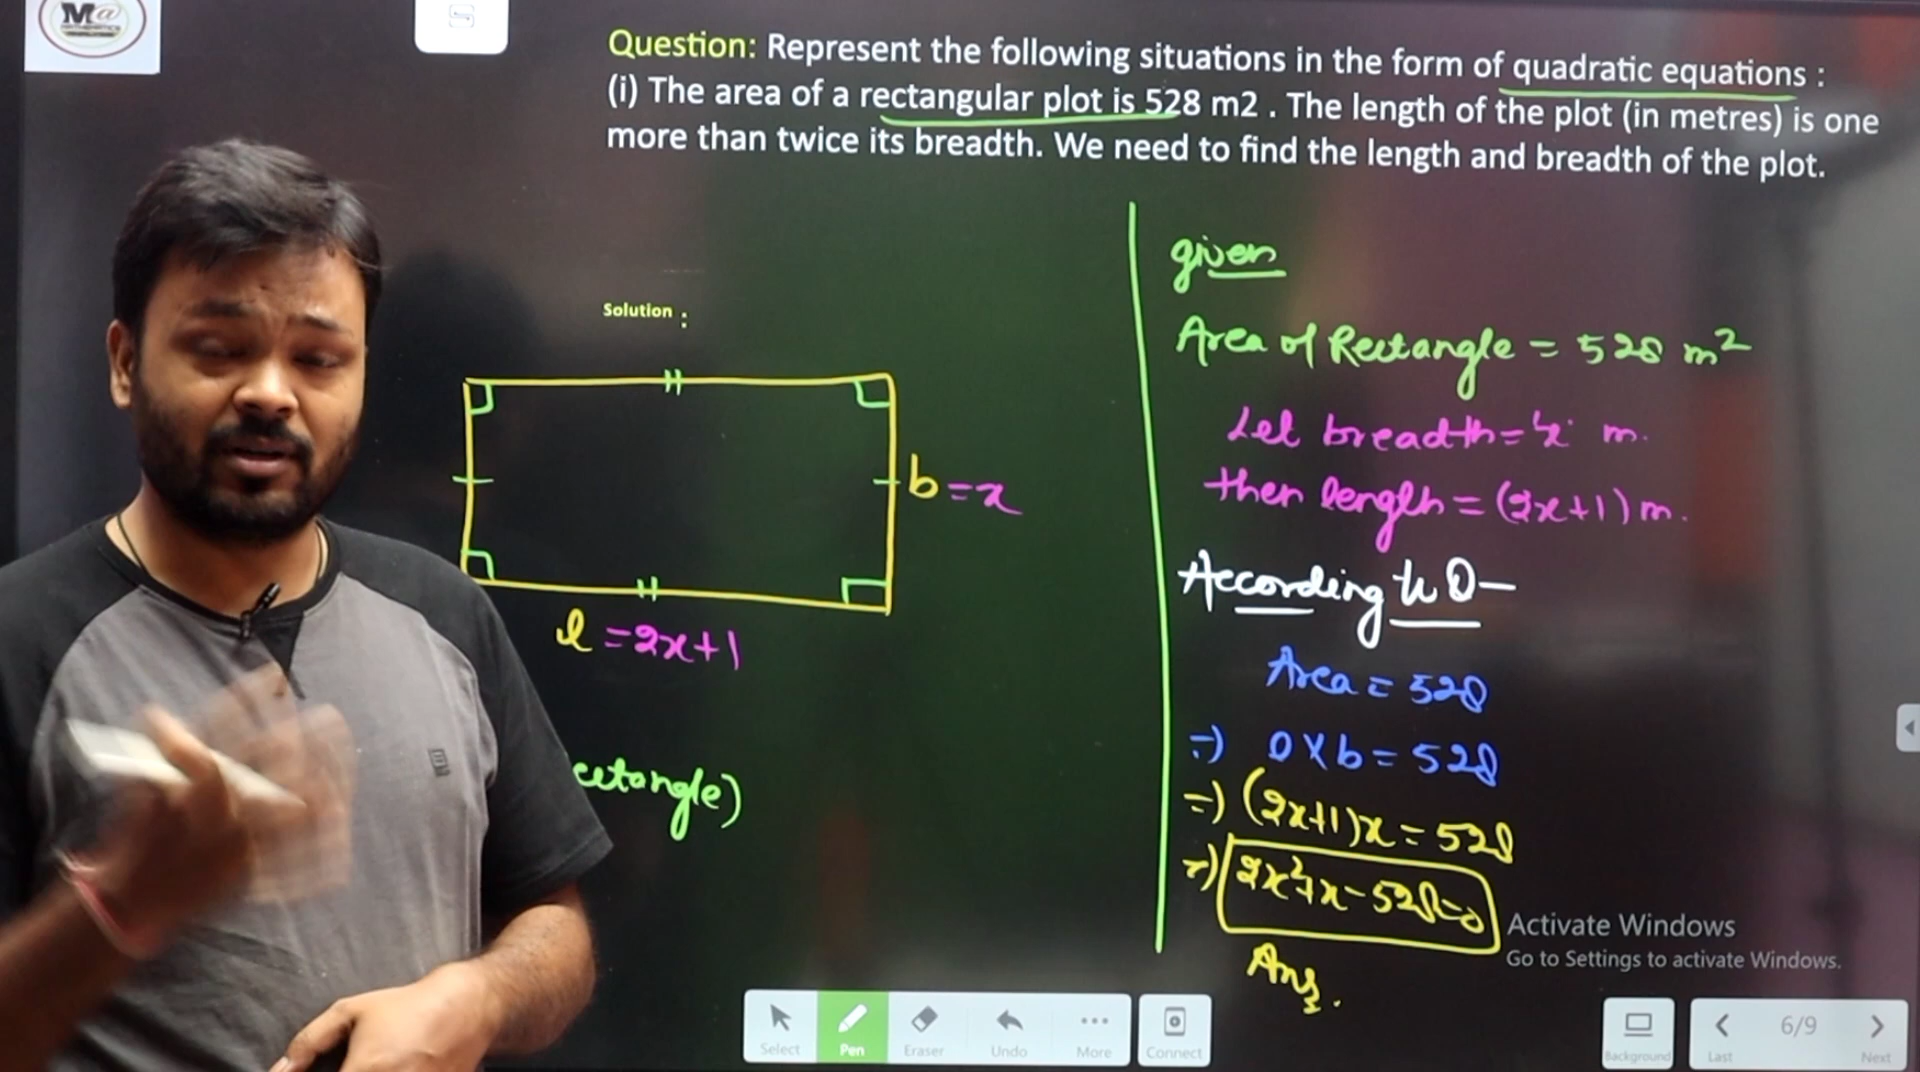 M@
MATHEMATICS
Question: Represent the following situations in the form of quadratic equations :
(i) The area of a rectangular plot is 528 m2 . The length of the plot (in metres) is one
more than twice its breadth. We need to find the length and breadth of the plot.
Solution :
b = x
l = 2x+1
ctangle)
given
Area of Rectangle = 528 m²
Let breadth = 'x' m.
then length = (2x+1) m.
According to Q—
Area = 528
=> l × b = 528
=> (2x+1)x = 528
=> 2x²+x-528=0
Ans.
Activate Windows
Go to Settings to activate Windows.
Select
Pen
Eraser
Undo
More
Connect
Background
6/9
Last
Next